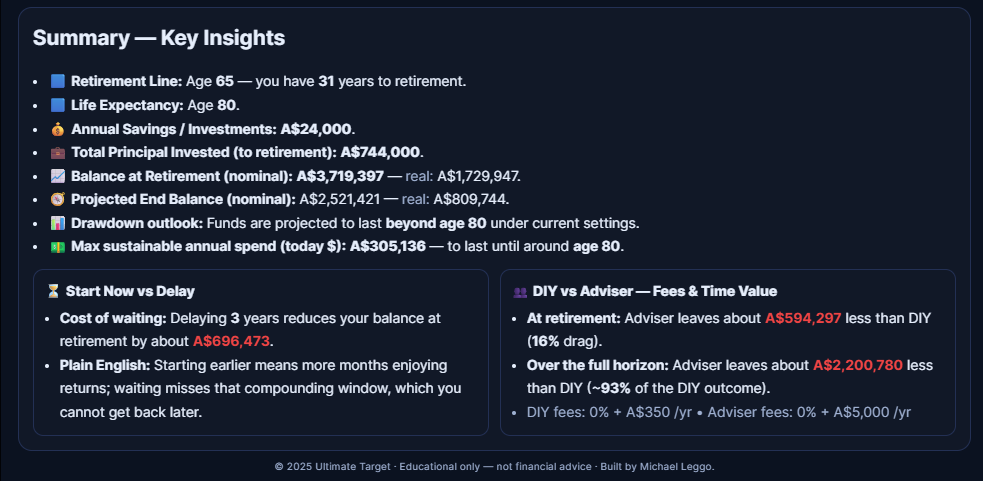 Summary — Key Insights
• 🟦 Retirement Line: Age 65 — you have 31 years to retirement.
• 🟦 Life Expectancy: Age 80.
• 💰 Annual Savings / Investments: A$24,000.
• 💼 Total Principal Invested (to retirement): A$744,000.
• 📈 Balance at Retirement (nominal): A$3,719,397 — real: A$1,729,947.
• 🧭 Projected End Balance (nominal): A$2,521,421 — real: A$809,744.
• 📊 Drawdown outlook: Funds are projected to last beyond age 80 under current settings.
• 💵 Max sustainable annual spend (today $): A$305,136 — to last until around age 80.
⏳ Start Now vs Delay
• Cost of waiting: Delaying 3 years reduces your balance at
retirement by about A$696,473.
• Plain English: Starting earlier means more months enjoying
returns; waiting misses that compounding window, which you
cannot get back later.
👥 DIY vs Adviser — Fees & Time Value
• At retirement: Adviser leaves about A$594,297 less than DIY
(16% drag).
• Over the full horizon: Adviser leaves about A$2,200,780 less
than DIY (~93% of the DIY outcome).
• DIY fees: 0% + A$350 /yr • Adviser fees: 0% + A$5,000 /yr
© 2025 Ultimate Target · Educational only — not financial advice · Built by Michael Leggo.